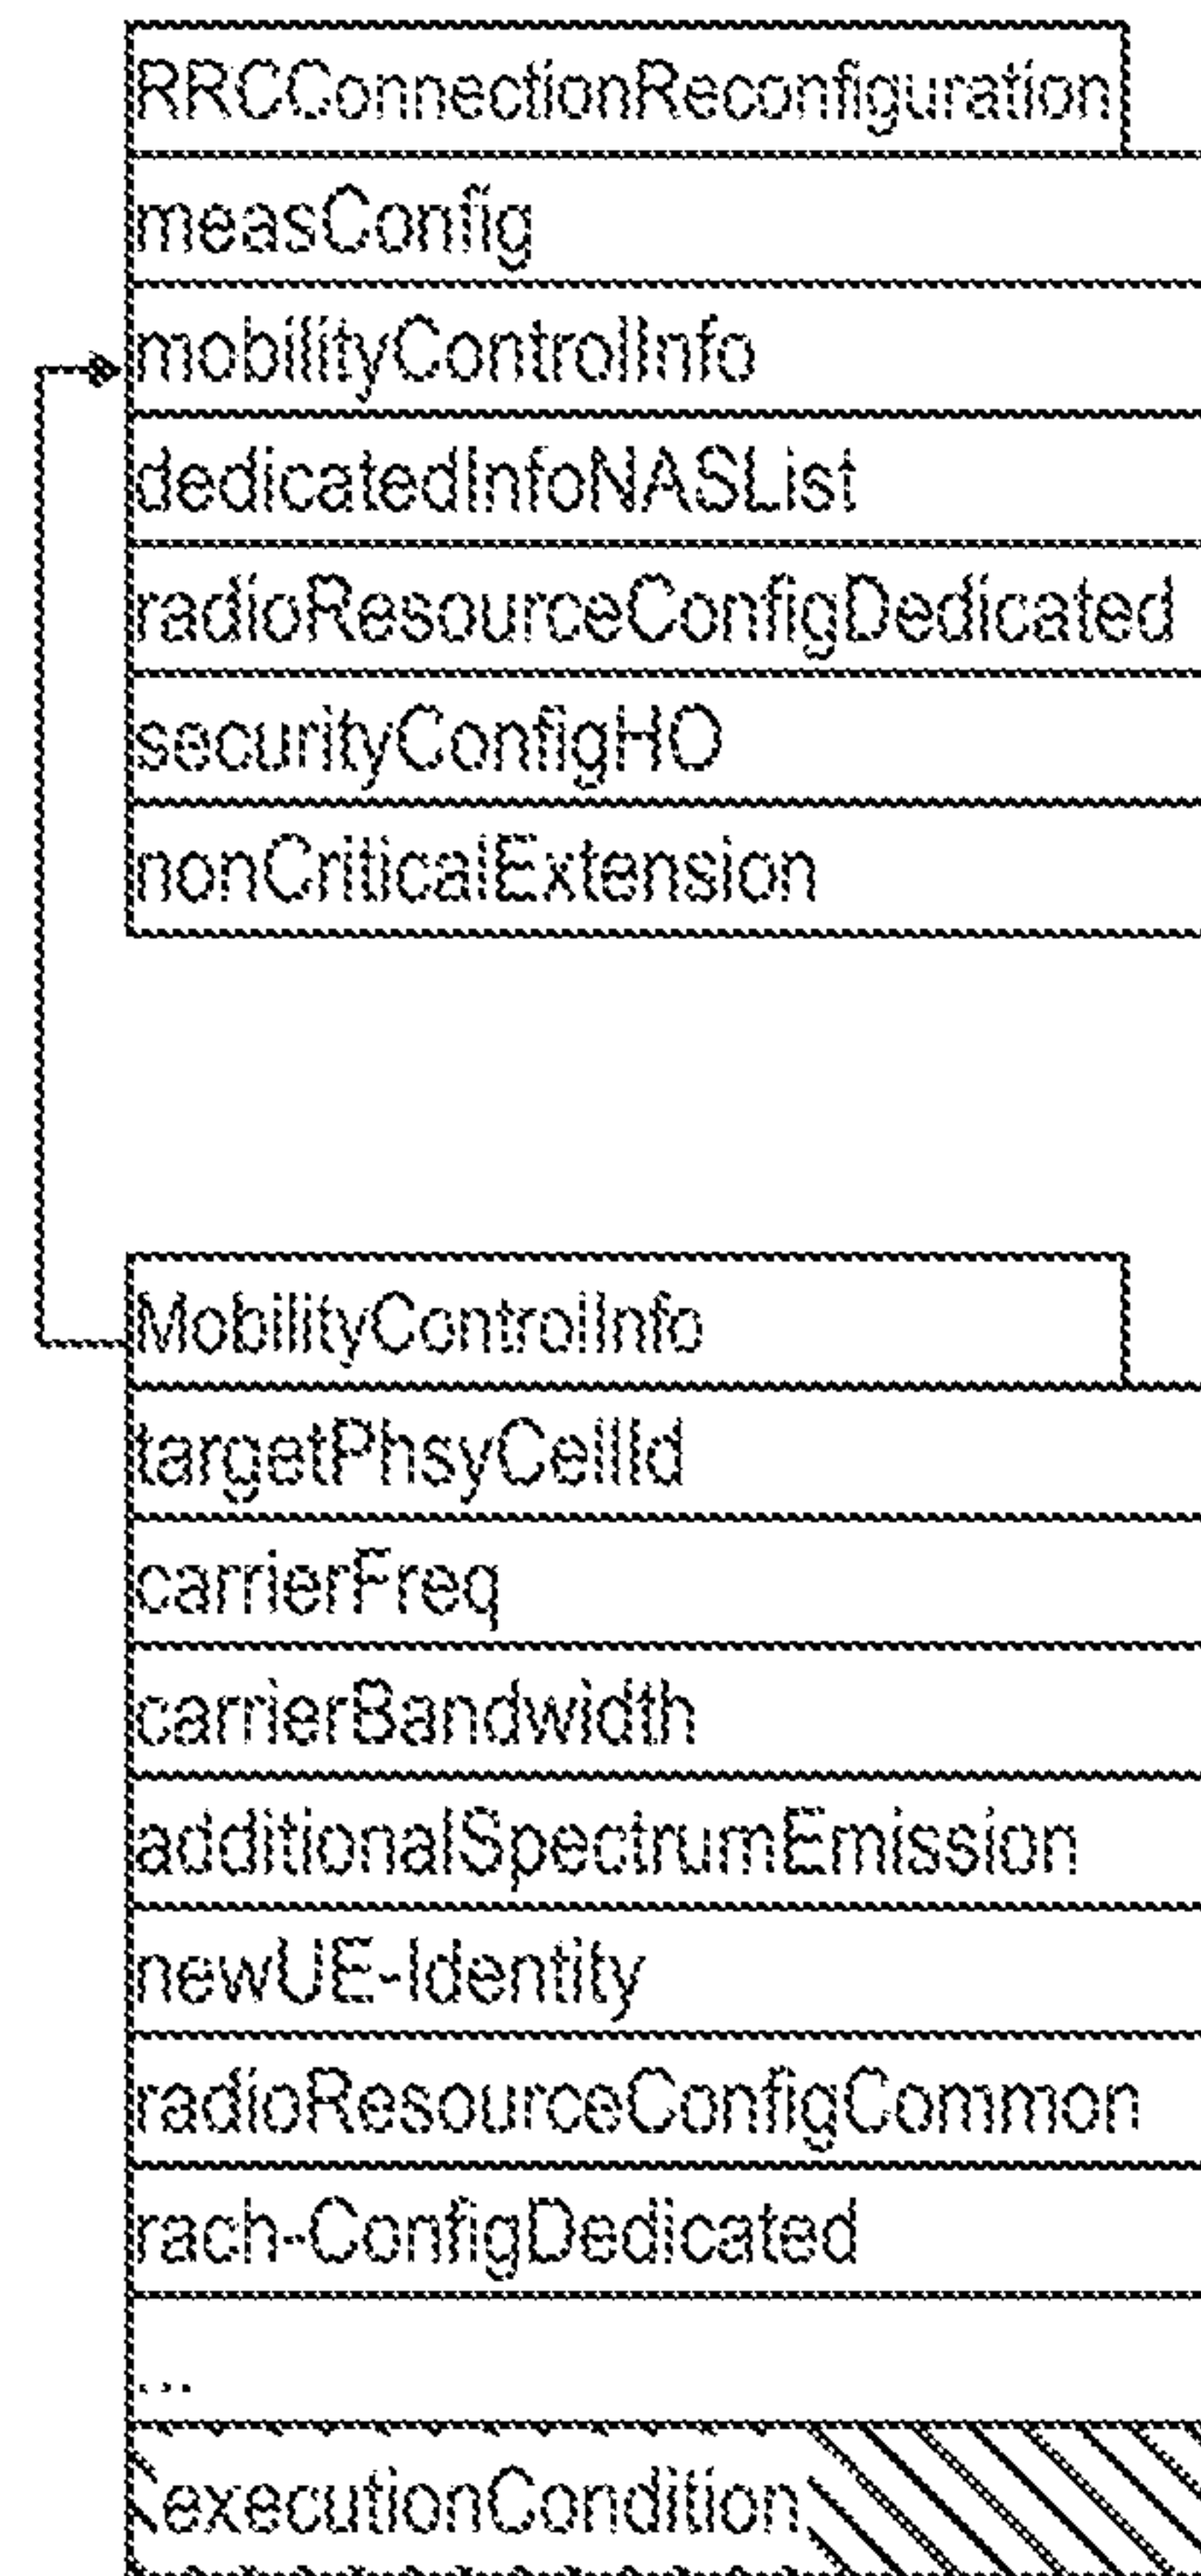 RRCConnectionReconfiguration
measConfig
mobilityControlInfo
dedicatedInfoNASList
radioResourceConfigDedicated
securityConfigHO
nonCriticalExtension
MobilityControlInfo
targetPhsyCellId
carrierFreq
carrierBandwidth
additionalSpectrumEmission
newUE-Identity
radioResourceConfigCommon
rach-ConfigDedicated
...
executionCondition